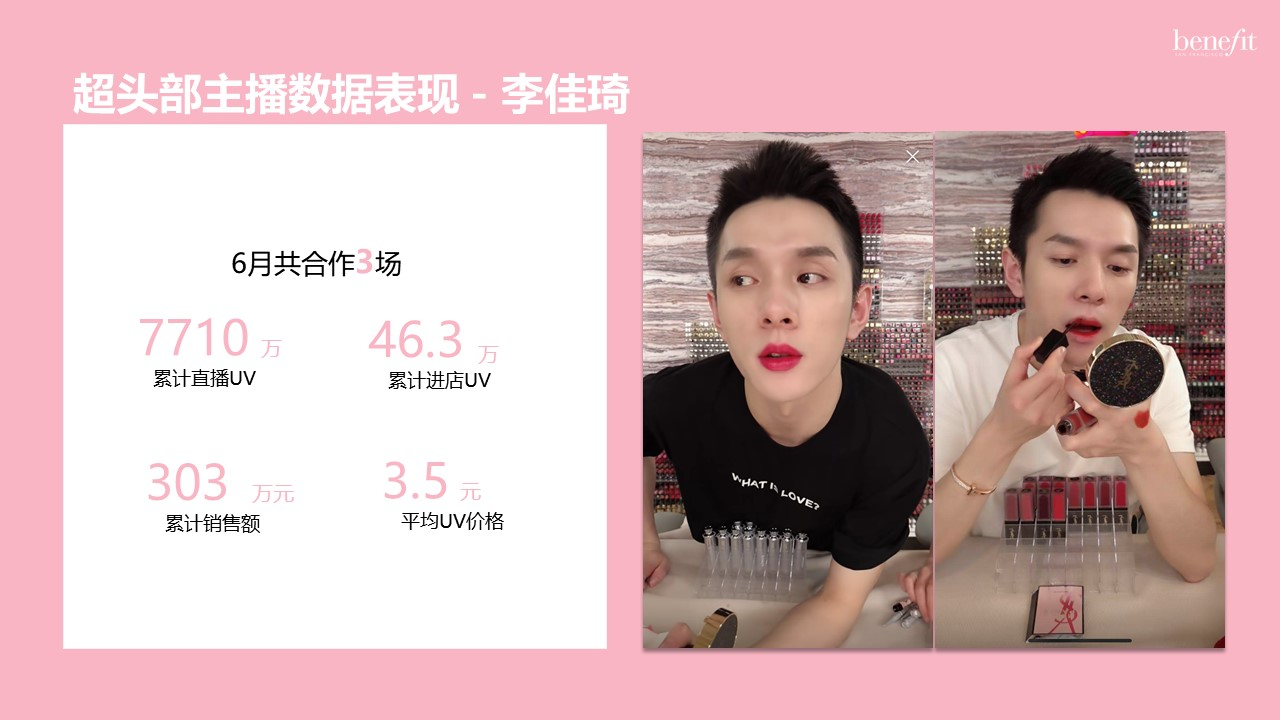 benefit
SAN FRANCISCO
超头部主播数据表现 - 李佳琦
6月共合作3场
7710 万
累计直播UV
46.3 万
累计进店UV
303 万元
累计销售额
3.5 元
平均UV价格
WHAT IS LOVE?